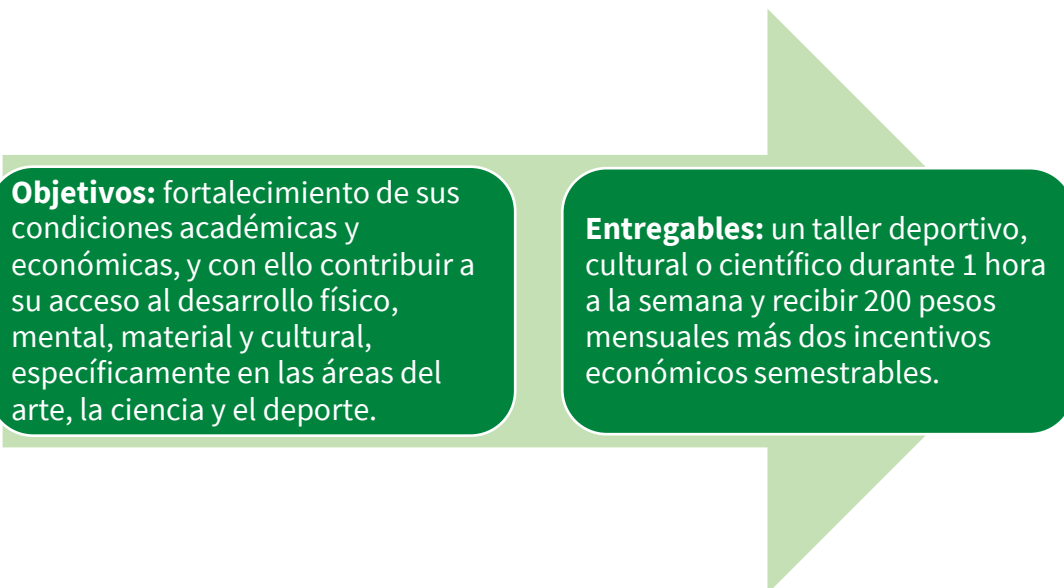 Objetivos: fortalecimiento de sus
condiciones académicas y
económicas, y con ello contribuir a
su acceso al desarrollo físico,
mental, material y cultural,
específicamente en las áreas del
arte, la ciencia y el deporte.
Entregables: un taller deportivo,
cultural o científico durante 1 hora
a la semana y recibir 200 pesos
mensuales más dos incentivos
económicos semestrables.